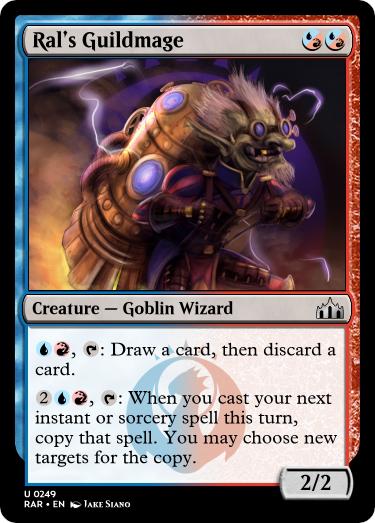 Ral's Guildmage
Creature — Goblin Wizard
, : Draw a card, then discard a
card.
2, : When you cast your next
instant or sorcery spell this turn,
copy that spell. You may choose new
targets for the copy.
2/2
U 0249
RAR • EN Jake Siano